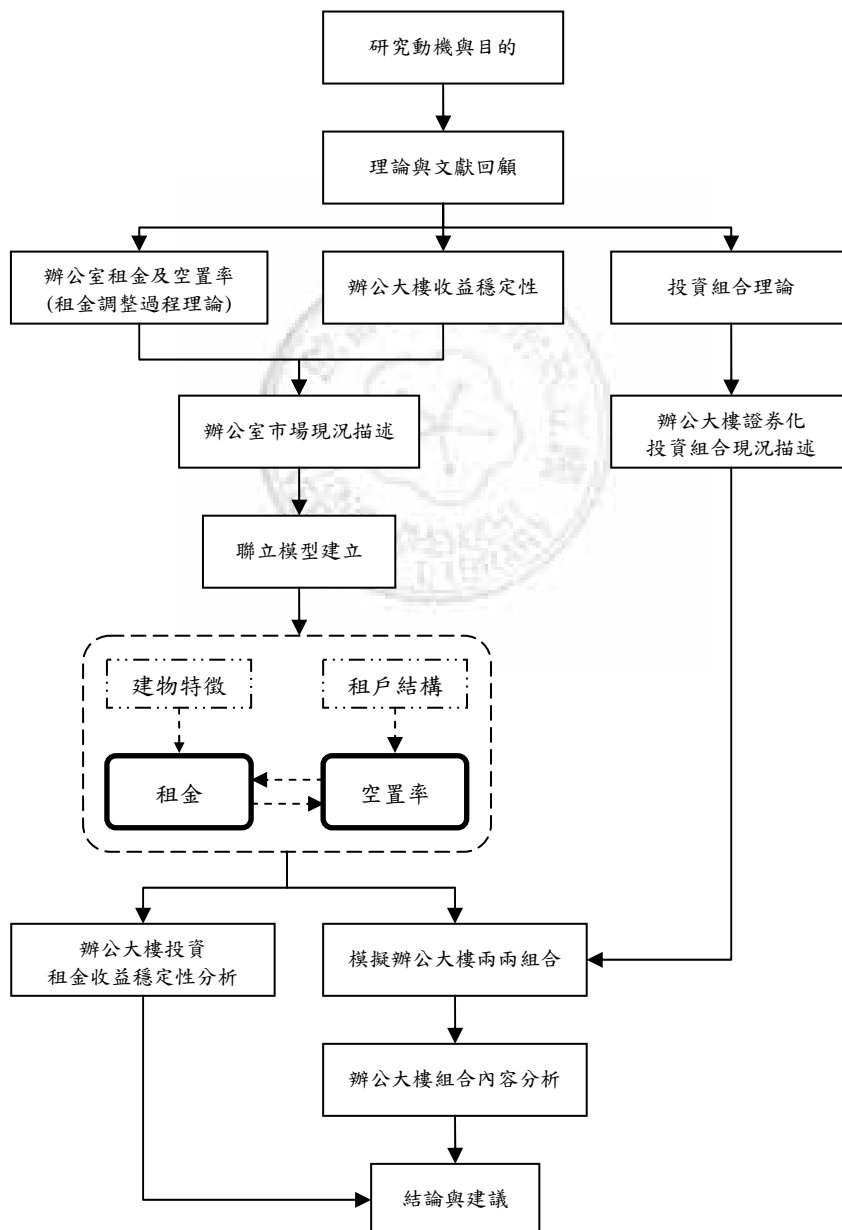 研究動機與目的
理論與文獻回顧
辦公室租金及空置率
(租金調整過程理論)
辦公大樓收益穩定性
投資組合理論
辦公室市場現況描述
辦公大樓證券化
投資組合現況描述
聯立模型建立
建物特徵
租戶結構
租金
空置率
辦公大樓投資
租金收益穩定性分析
模擬辦公大樓兩兩組合
辦公大樓組合內容分析
結論與建議